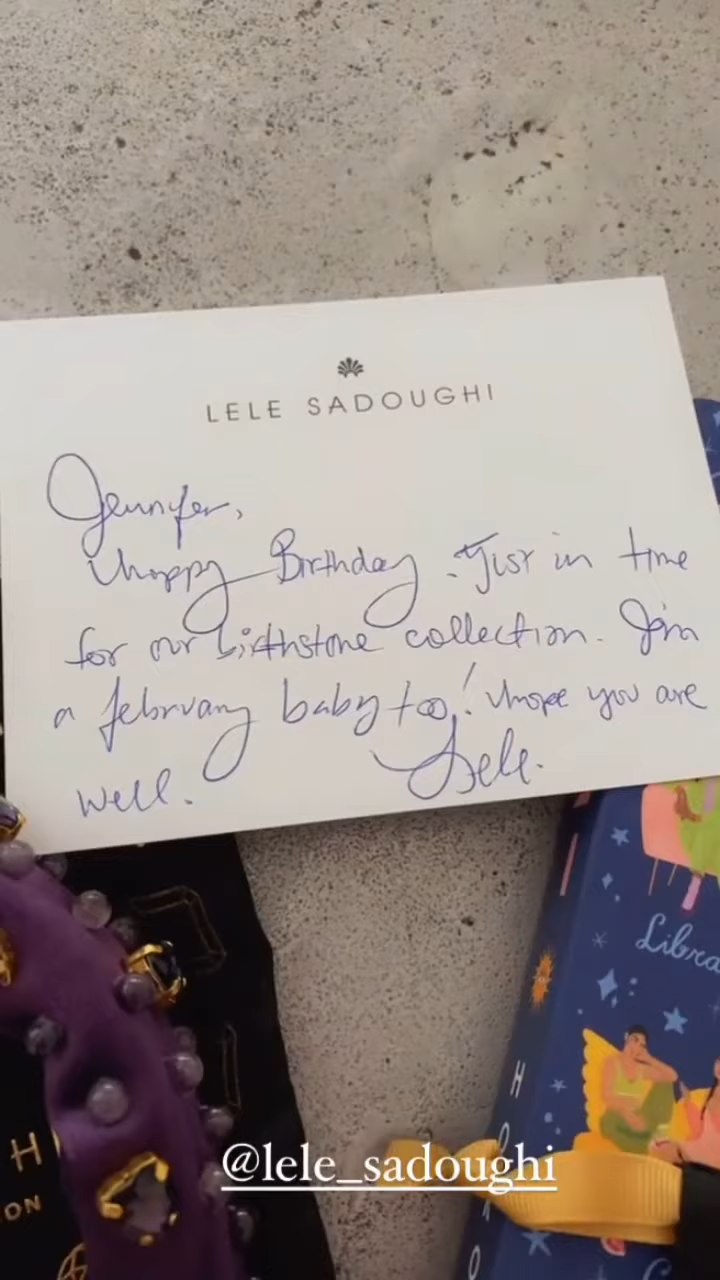 LELE SADOUGHI
Jennifer,
Happy Birthday. Just in time
for our birthstone collection. I'm
a february baby too! Hope you are
well. Lele.
Libra
H
ON
@lele_sadoughi